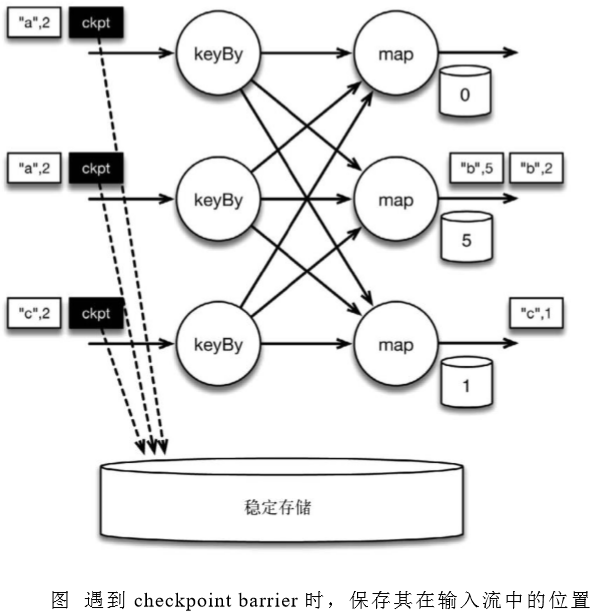 "a",2 ckpt
keyBy
map
0
"a",2 ckpt
keyBy
map
"b",5 "b",2
5
"c",2 ckpt
keyBy
map
"c",1
1
稳定存储
图 遇到 checkpoint barrier 时，保存其在输入流中的位置